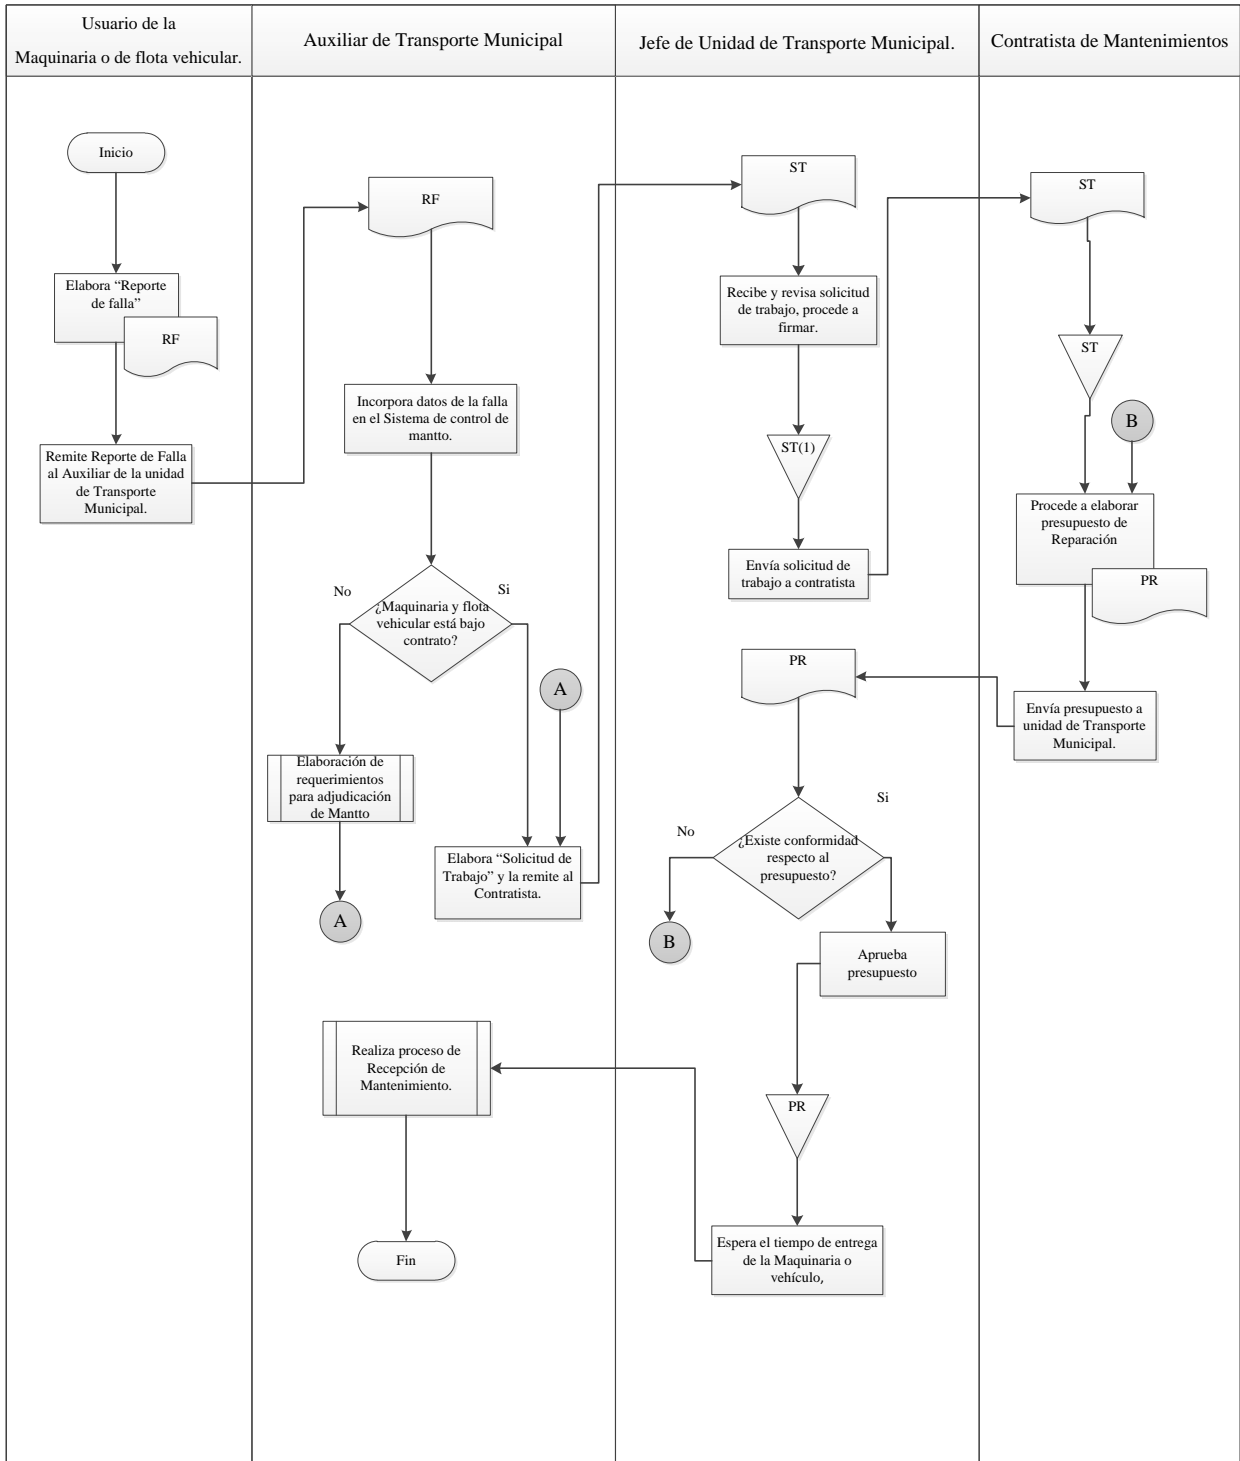 Usuario de la
Maquinaria o de flota vehicular.
Auxiliar de Transporte Municipal
Jefe de Unidad de Transporte Municipal.
Contratista de Mantenimientos
Inicio
Elabora “Reporte
de falla”
RF
Remite Reporte de Falla
al Auxiliar de la unidad
de Transporte
Municipal.
RF
Incorpora datos de la falla
en el Sistema de control de
mantto.
No
Si
¿Maquinaria y flota
vehicular está bajo
contrato?
A
Elaboración de
requerimientos
para adjudicación
de Mantto
A
Elabora “Solicitud de
Trabajo” y la remite al
Contratista.
Realiza proceso de
Recepción de
Mantenimiento.
Fin
ST
Recibe y revisa solicitud
de trabajo, procede a
firmar.
ST(1)
Envía solicitud de
trabajo a contratista
PR
Si
No
¿Existe conformidad
respecto al
presupuesto?
B
Aprueba
presupuesto
PR
Espera el tiempo de entrega
de la Maquinaria o
vehículo,
ST
ST
B
Procede a elaborar
presupuesto de
Reparación
PR
Envía presupuesto a
unidad de Transporte
Municipal.